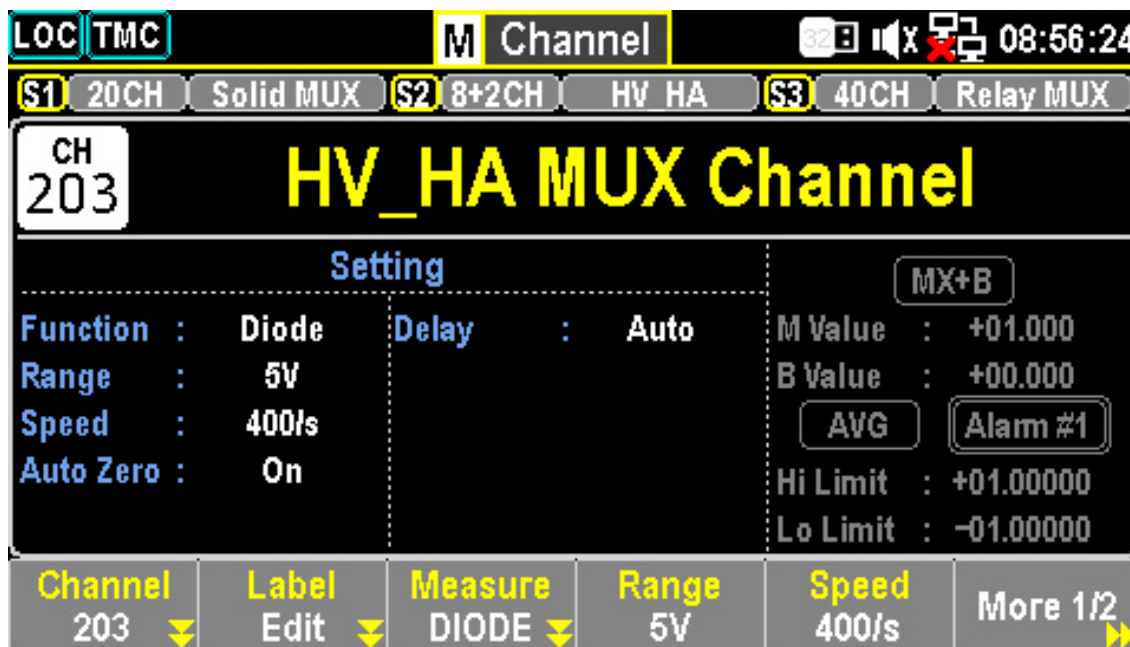 LOC TMC M Channel 32 08:56:24
S1 20CH Solid MUX S2 8+2CH HV_HA S3 40CH Relay MUX
CH
203
HV_HA MUX Channel
Setting
MX+B
Function : Diode Delay : Auto M Value : +01.000
Range : 5V B Value : +00.000
Speed : 400/s AVG Alarm #1
Auto Zero : On Hi Limit : +01.00000
Lo Limit : -01.00000
Channel Label Measure Range Speed More 1/2
203 Edit DIODE 5V 400/s